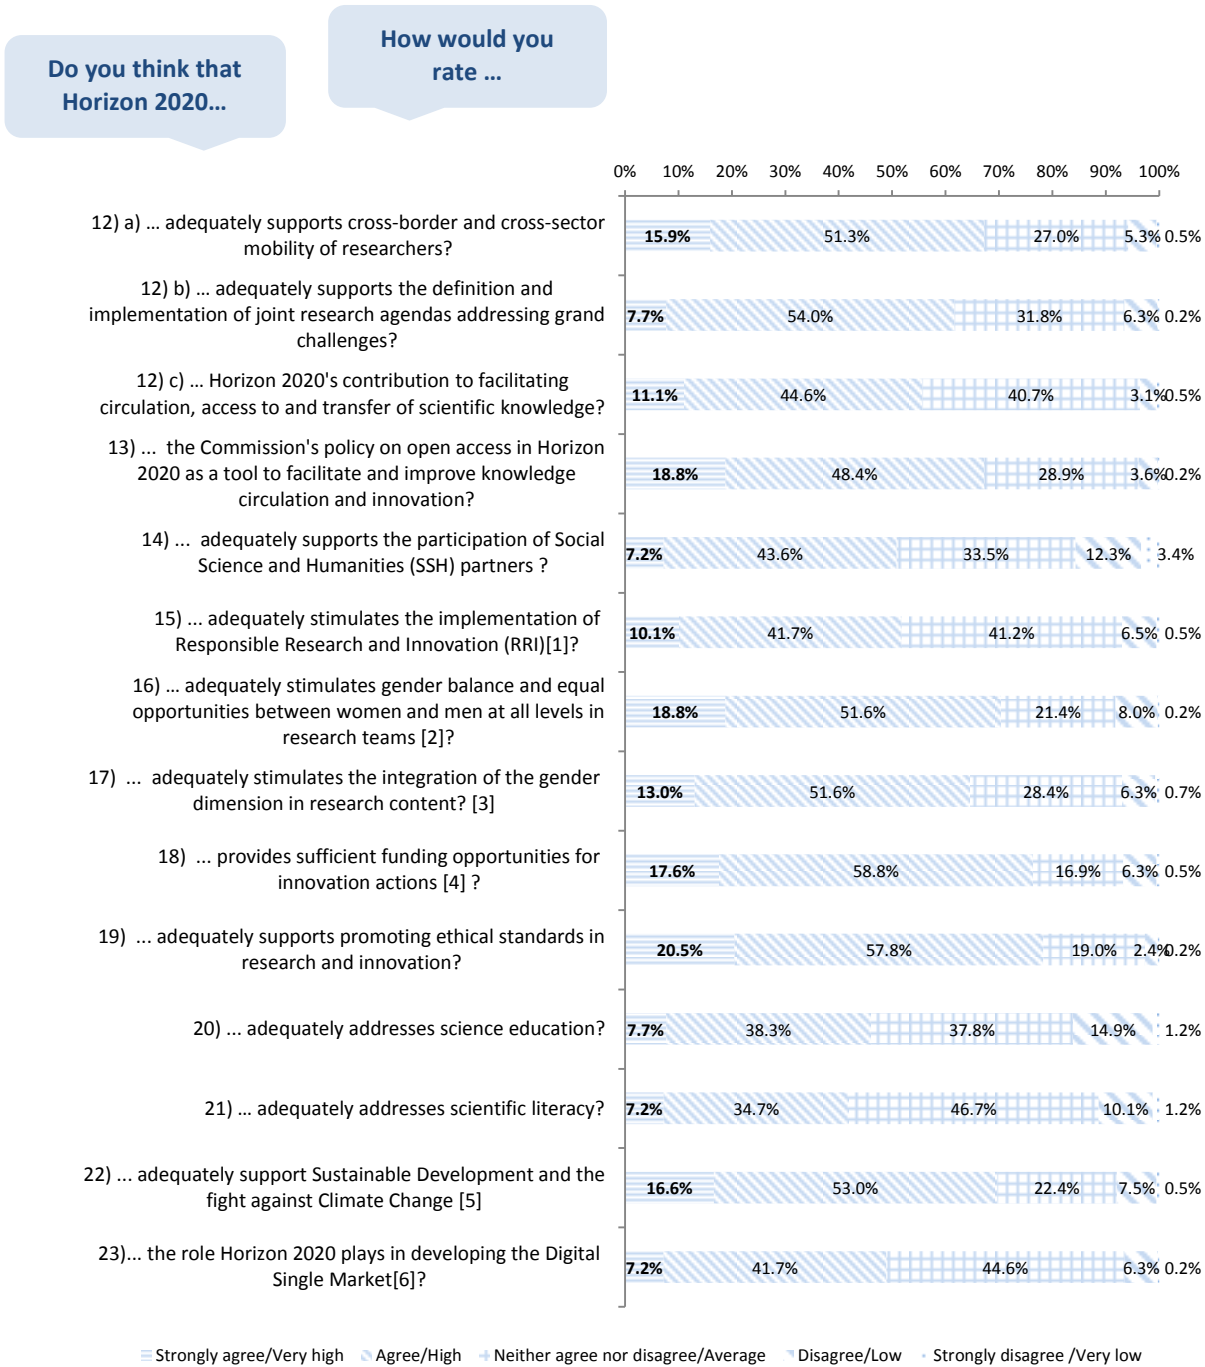 How would you
rate …
Do you think that
Horizon 2020…
0% 10% 20% 30% 40% 50% 60% 70% 80% 90% 100%
12) a) … adequately supports cross-border and cross-sector
mobility of researchers?
15.9% 51.3% 27.0% 5.3% 0.5%
12) b) … adequately supports the definition and
implementation of joint research agendas addressing grand
challenges?
7.7% 54.0% 31.8% 6.3% 0.2%
12) c) … Horizon 2020's contribution to facilitating
circulation, access to and transfer of scientific knowledge?
11.1% 44.6% 40.7% 3.1% 0.5%
13) ... the Commission's policy on open access in Horizon
2020 as a tool to facilitate and improve knowledge
circulation and innovation?
18.8% 48.4% 28.9% 3.6% 0.2%
14) ... adequately supports the participation of Social
Science and Humanities (SSH) partners ?
7.2% 43.6% 33.5% 12.3% 3.4%
15) ... adequately stimulates the implementation of
Responsible Research and Innovation (RRI)[1]?
10.1% 41.7% 41.2% 6.5% 0.5%
16) … adequately stimulates gender balance and equal
opportunities between women and men at all levels in
research teams [2]?
18.8% 51.6% 21.4% 8.0% 0.2%
17) ... adequately stimulates the integration of the gender
dimension in research content? [3]
13.0% 51.6% 28.4% 6.3% 0.7%
18) ... provides sufficient funding opportunities for
innovation actions [4] ?
17.6% 58.8% 16.9% 6.3% 0.5%
19) ... adequately supports promoting ethical standards in
research and innovation?
20.5% 57.8% 19.0% 2.4% 0.2%
20) ... adequately addresses science education?
7.7% 38.3% 37.8% 14.9% 1.2%
21) … adequately addresses scientific literacy?
7.2% 34.7% 46.7% 10.1% 1.2%
22) ... adequately support Sustainable Development and the
fight against Climate Change [5]
16.6% 53.0% 22.4% 7.5% 0.5%
23)... the role Horizon 2020 plays in developing the Digital
Single Market[6]?
7.2% 41.7% 44.6% 6.3% 0.2%
Strongly agree/Very high Agree/High Neither agree nor disagree/Average Disagree/Low Strongly disagree /Very low